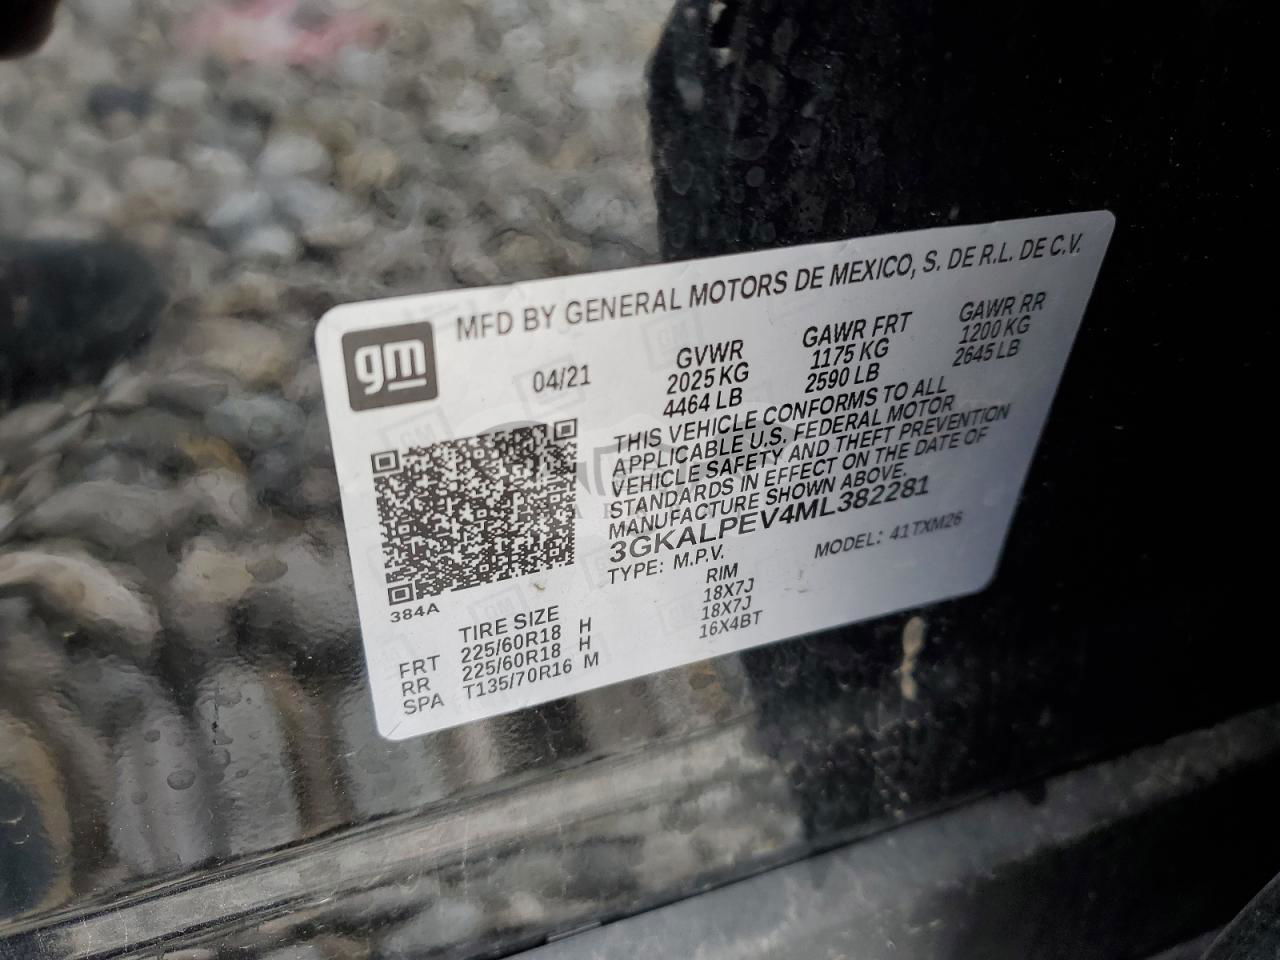 MFD BY GENERAL MOTORS DE MEXICO, S. DE R.L. DE C.V.
gm
04/21
GVWR
2025 KG
4464 LB
GAWR FRT
1175 KG
2590 LB
GAWR RR
1200 KG
2645 LB
THIS VEHICLE CONFORMS TO ALL
APPLICABLE U.S. FEDERAL MOTOR
VEHICLE SAFETY AND THEFT PREVENTION
STANDARDS IN EFFECT ON THE DATE OF
MANUFACTURE SHOWN ABOVE.
3GKALPEV4ML382281
TYPE: M.P.V.
MODEL: 41TXM26
384A
TIRE SIZE RIM
FRT 225/60R18 H 18X7J
RR 225/60R18 H 18X7J
SPA T135/70R16 M 16X4BT